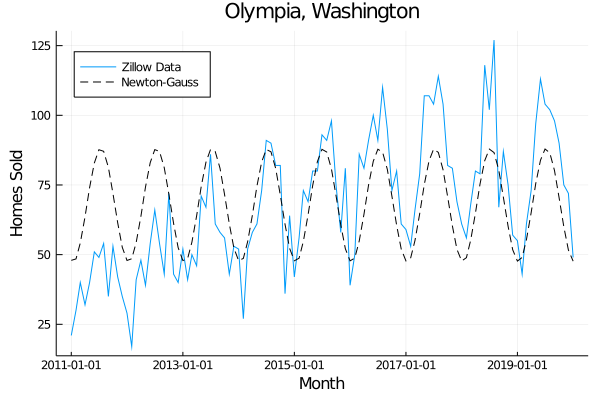 Olympia, Washington
Homes Sold
125
100
75
50
25
Zillow Data
Newton-Gauss
2011-01-01 2013-01-01 2015-01-01 2017-01-01 2019-01-01
Month